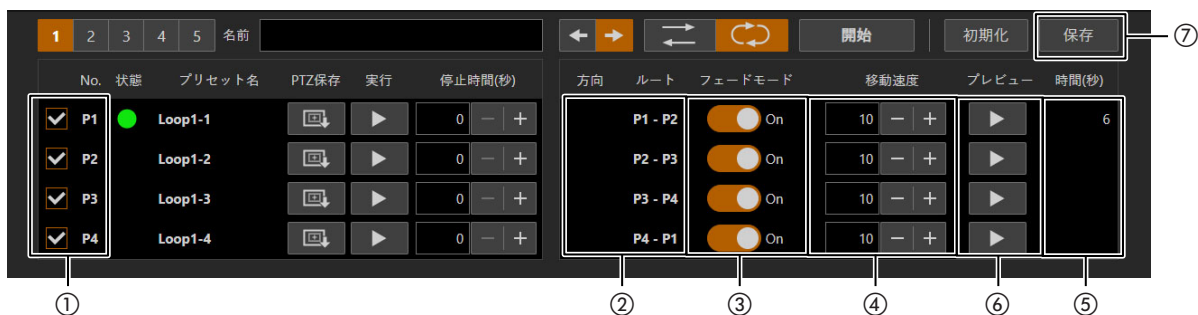 1 2 3 4 5 名前 開始 初期化 保存 ⑦
No. 状態 プリセット名 PTZ保存 実行 停止時間(秒) 方向 ルート フェードモード 移動速度 プレビュー 時間(秒)
P1 Loop1-1 0 − + P1 - P2 On 10 − + 6
P2 Loop1-2 0 − + P2 - P3 On 10 − +
P3 Loop1-3 0 − + P3 - P4 On 10 − +
P4 Loop1-4 0 − + P4 - P1 On 10 − +
① ② ③ ④ ⑥ ⑤